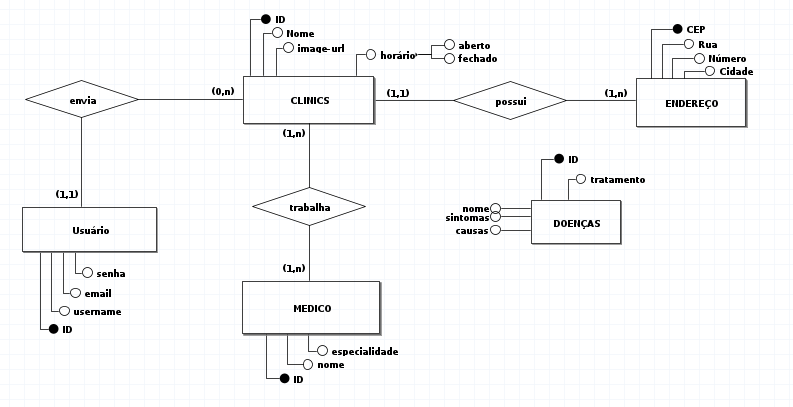 ID
Nome
image-url
horário
aberto
fechado
CEP
Rua
Número
Cidade
envia
(0,n)
CLINICS
(1,1)
possui
(1,n)
ENDEREÇO
(1,n)
ID
tratamento
nome
sintomas
causas
DOENÇAS
(1,1)
Usuário
trabalha
senha
email
username
ID
(1,n)
MEDICO
especialidade
nome
ID